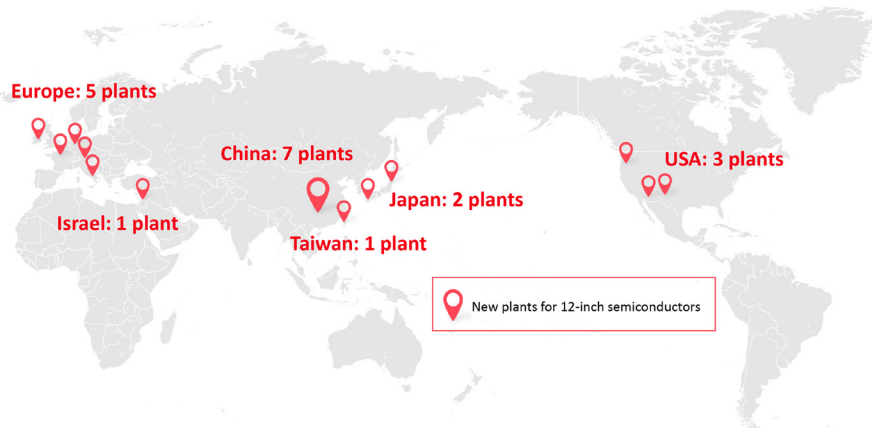 Europe: 5 plants
China: 7 plants
USA: 3 plants
Japan: 2 plants
Israel: 1 plant
Taiwan: 1 plant
New plants for 12-inch semiconductors